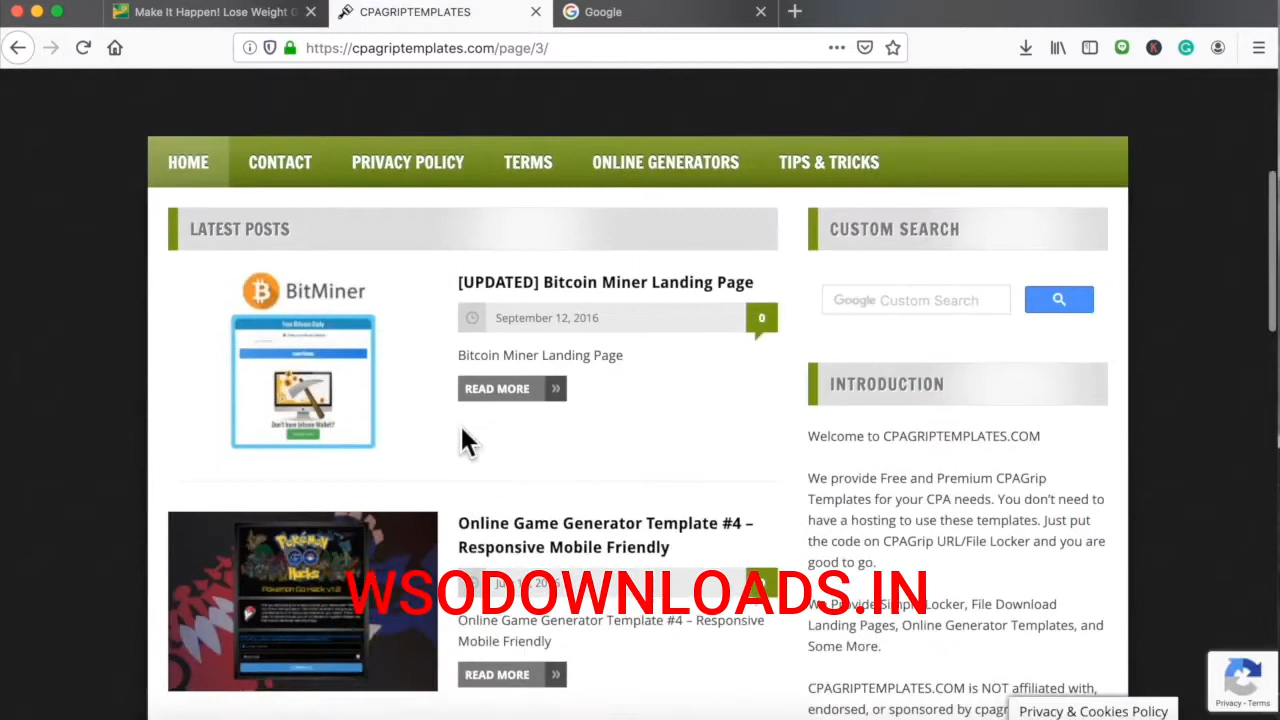 Make It Happen! Lose Weight
CPAGRIPTEMPLATES
Google
https://cpagriptemplates.com/page/3/
HOME
CONTACT
PRIVACY POLICY
TERMS
ONLINE GENERATORS
TIPS & TRICKS
LATEST POSTS
BitMiner
[UPDATED] Bitcoin Miner Landing Page
September 12, 2016
0
Bitcoin Miner Landing Page
READ MORE »
Online Game Generator Template #4 –
Responsive Mobile Friendly
Game Generator Template #4 – Responsive
Mobile Friendly
READ MORE »
CUSTOM SEARCH
Google Custom Search
INTRODUCTION
Welcome to CPAGRIPTEMPLATES.COM
We provide Free and Premium CPAGrip
Templates for your CPA needs. You don’t need to
have a hosting to use these templates. Just put
the code on CPAGrip URL/File Locker and you are
good to go.
Locker, File Download
Landing Pages, Online Generator Templates, and
Some More.
CPAGRIPTEMPLATES.COM is NOT affiliated with,
endorsed, or sponsored by
WSODOWNLOADS.IN
Privacy - Terms
Privacy & Cookies Policy